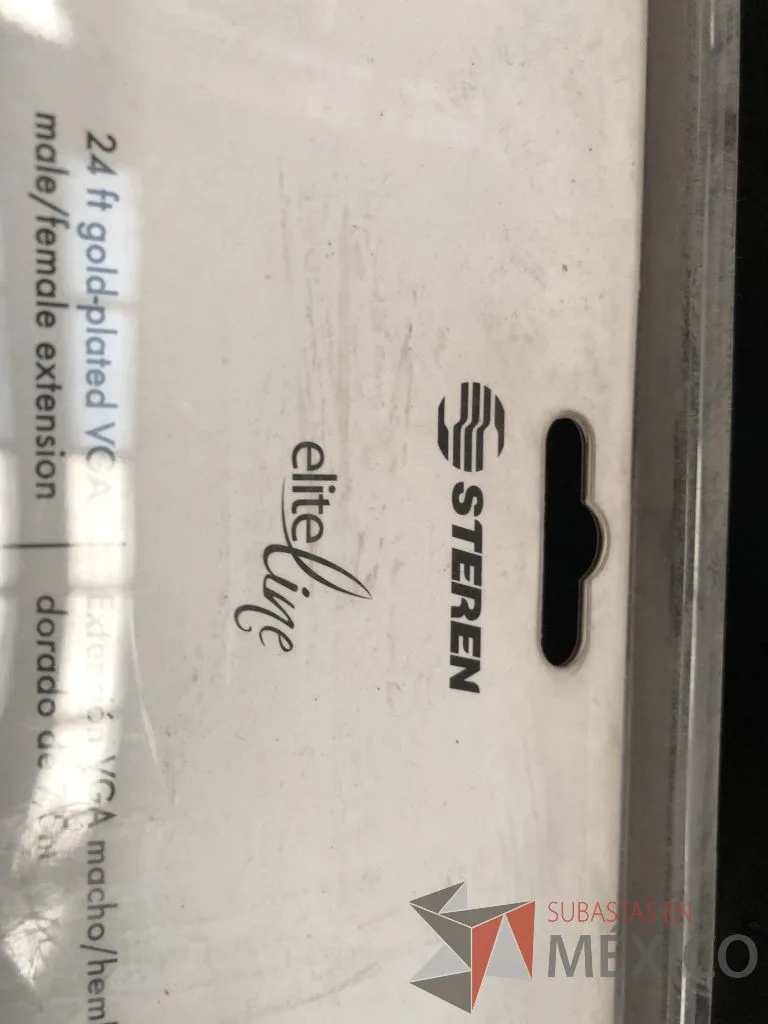 STEREN
elite line
24 ft gold-plated VGA
male/female extension
Extensión VGA macho/hem
dorado de
SUBASTAS EN
MÉXICO